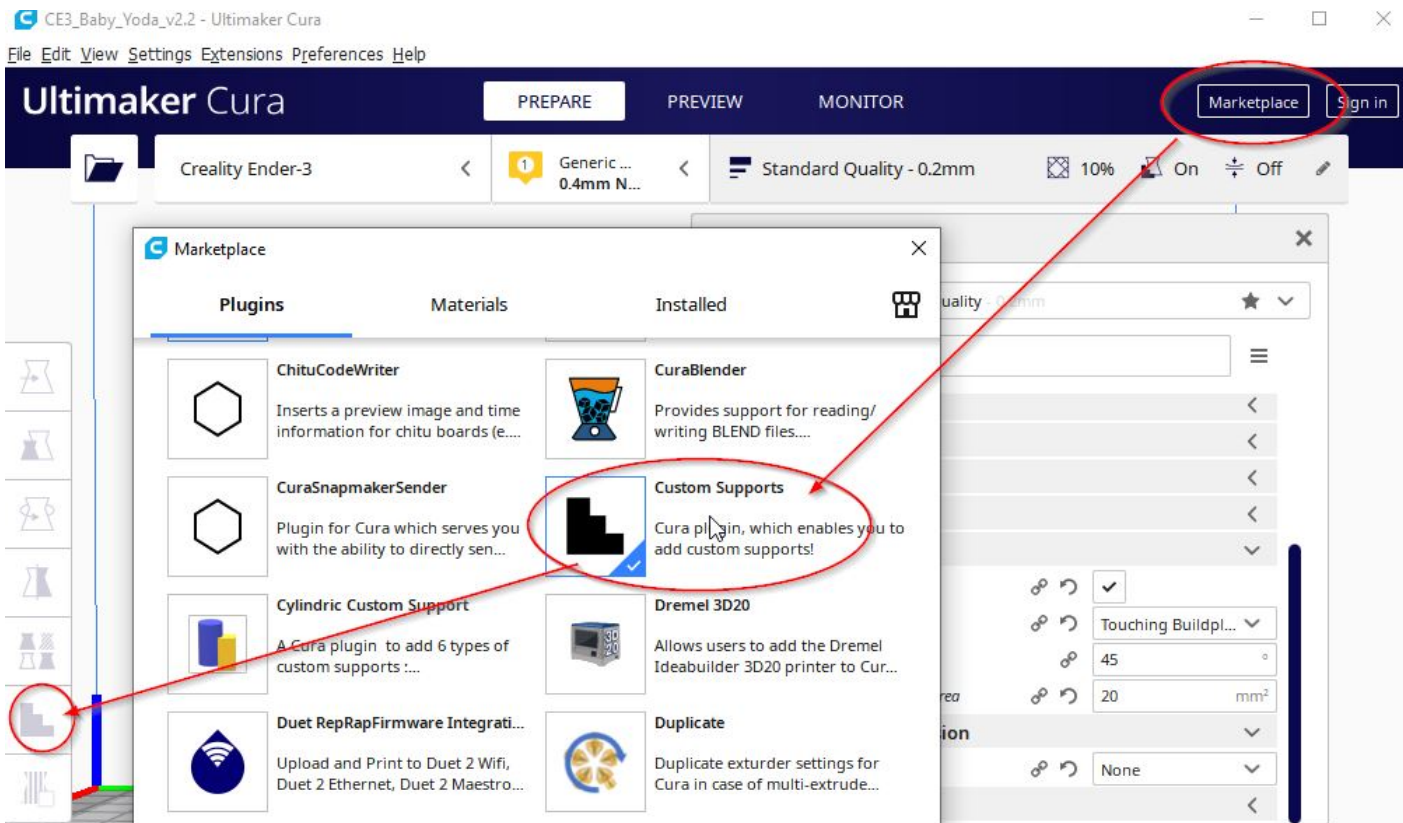 CE3_Baby_Yoda_v2.2 - Ultimaker Cura
File Edit View Settings Extensions Preferences Help
Ultimaker Cura
PREPARE
PREVIEW
MONITOR
Marketplace
Sign in
Creality Ender-3
1
Generic ...
0.4mm N...
Standard Quality - 0.2mm
10%
On
Off
Marketplace
Plugins
Materials
Installed
uality - 0.2mm
ChituCodeWriter
Inserts a preview image and time
information for chitu boards (e....
CuraBlender
Provides support for reading/
writing BLEND files....
CuraSnapmakerSender
Plugin for Cura which serves you
with the ability to directly sen...
Custom Supports
Cura plugin, which enables you to
add custom supports!
Cylindric Custom Support
A Cura plugin to add 6 types of
custom supports :...
Dremel 3D20
3D
20
Allows users to add the Dremel
Ideabuilder 3D20 printer to Cur...
Duet RepRapFirmware Integrati...
Upload and Print to Duet 2 Wifi,
Duet 2 Ethernet, Duet 2 Maestro...
Duplicate
Duplicate exturder settings for
Cura in case of multi-extrude...
Touching Buildpl...
45 °
rea
20 mm²
ion
None